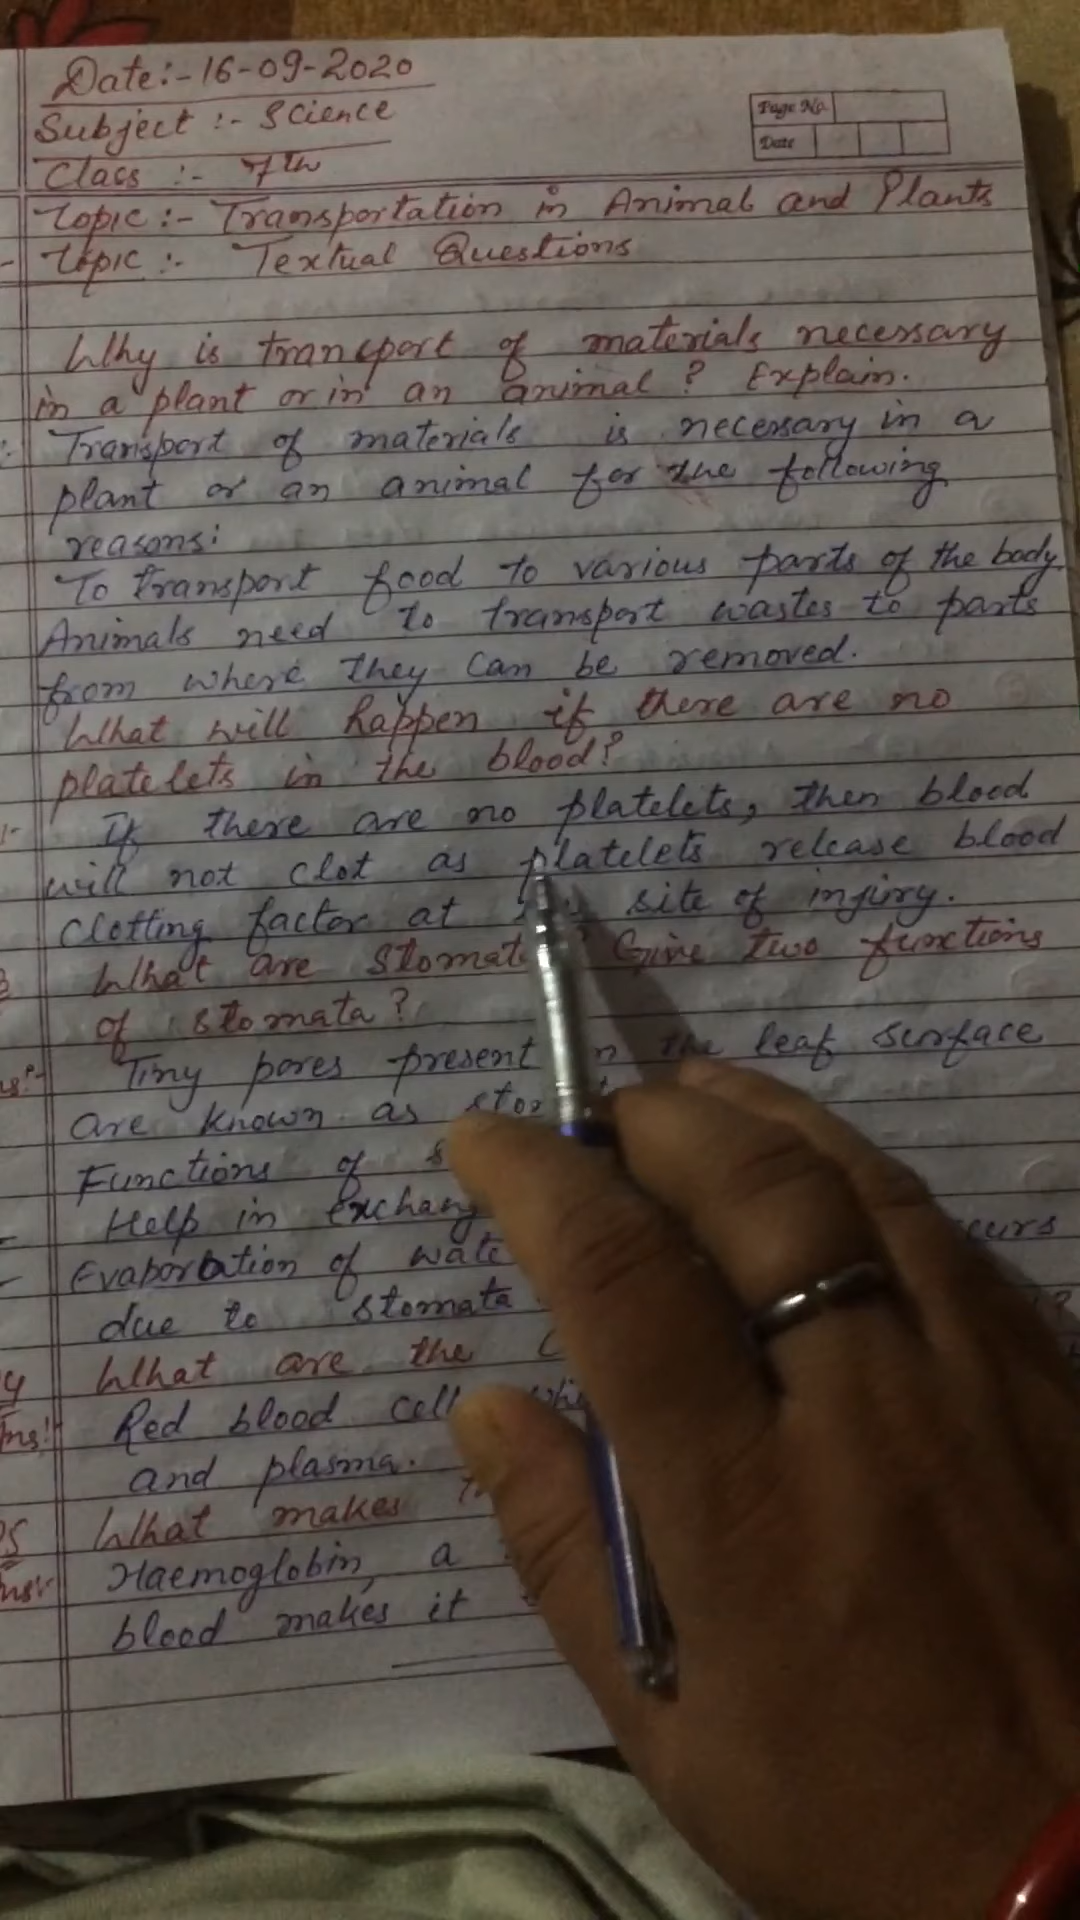 Date:- 16-09-2020
Subject :- Science
Page No.
Date
Class :- 7th
Topic :- Transportation in Animal and Plants
Topic :- Textual Questions
Why is transport of materials necessary
in a plant or in an animal ? Explain.
Transport of materials is necessary in a
plant or an animal for the following
reasons:
To transport food to various parts of the body
Animals need to transport wastes to parts
from where they can be removed.
What will happen if there are no
platelets in the blood?
If there are no platelets, then blood
will not clot as platelets release blood
clotting factor at site of injury.
What are Give two functions
of stomata ?
Tiny pores present the leaf surface
are known as
Functions of
Help in
Evaporation of
due to stomata
What are the
Red blood
and plasma.
What makes
Haemoglobin, a
blood makes it